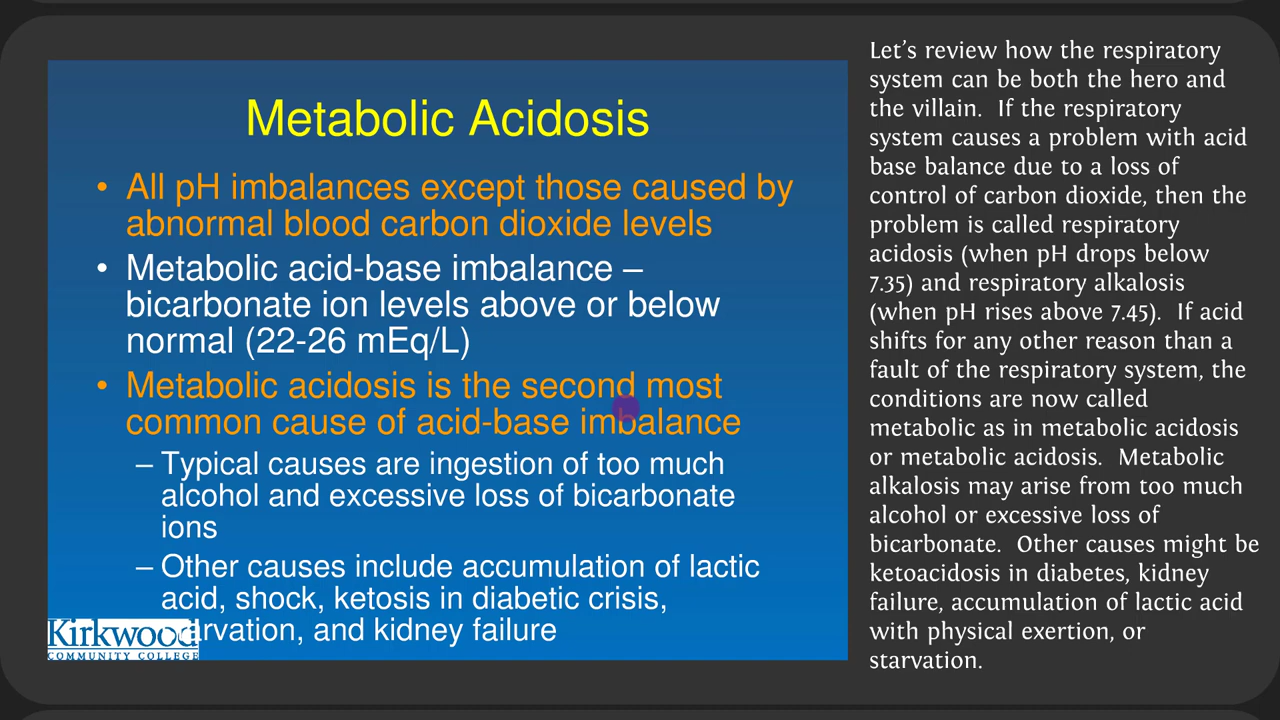 Metabolic Acidosis
• All pH imbalances except those caused by
abnormal blood carbon dioxide levels
• Metabolic acid-base imbalance –
bicarbonate ion levels above or below
normal (22-26 mEq/L)
• Metabolic acidosis is the second most
common cause of acid-base imbalance
– Typical causes are ingestion of too much
alcohol and excessive loss of bicarbonate
ions
– Other causes include accumulation of lactic
acid, shock, ketosis in diabetic crisis,
arvation, and kidney failure
Kirkwood
COMMUNITY COLLEGE
Let’s review how the respiratory
system can be both the hero and
the villain.  If the respiratory
system causes a problem with acid
base balance due to a loss of
control of carbon dioxide, then the
problem is called respiratory
acidosis (when pH drops below
7.35) and respiratory alkalosis
(when pH rises above 7.45).  If acid
shifts for any other reason than a
fault of the respiratory system, the
conditions are now called
metabolic as in metabolic acidosis
or metabolic acidosis.  Metabolic
alkalosis may arise from too much
alcohol or excessive loss of
bicarbonate.  Other causes might be
ketoacidosis in diabetes, kidney
failure, accumulation of lactic acid
with physical exertion, or
starvation.